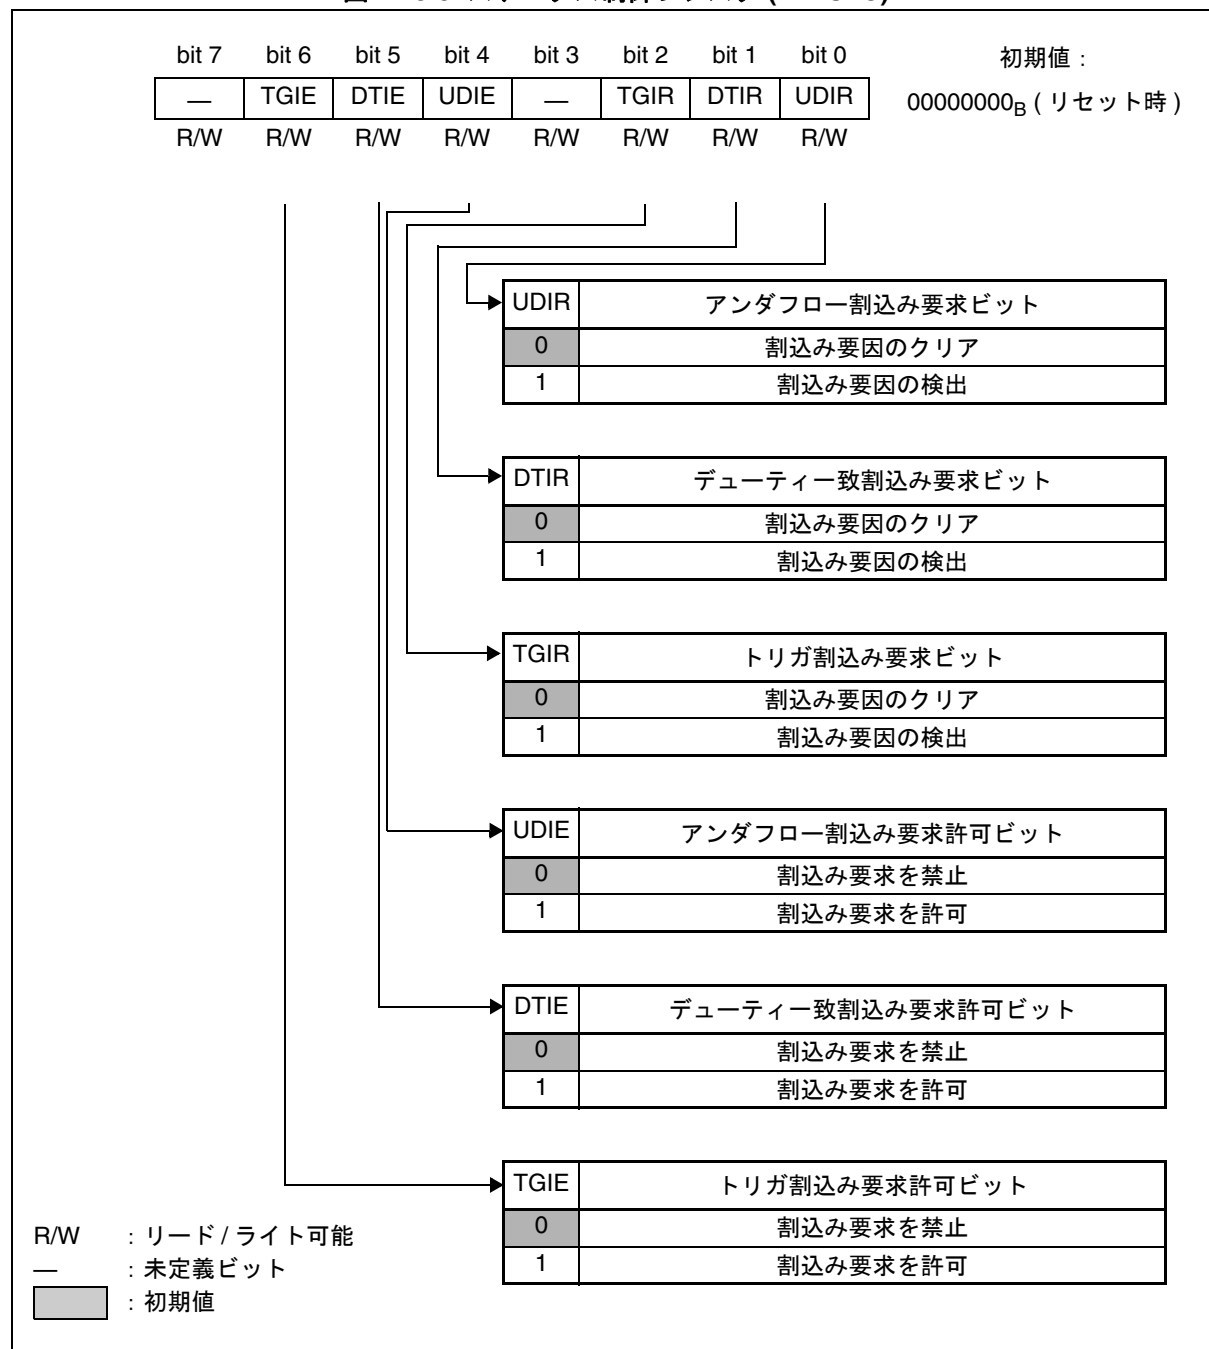 bit 7 bit 6 bit 5 bit 4 bit 3 bit 2 bit 1 bit 0 初期値：
— TGIE DTIE UDIE — TGIR DTIR UDIR 00000000B ( リセット時 )
R/W R/W R/W R/W R/W R/W R/W R/W
UDIR アンダフロー割込み要求ビット
0 割込み要因のクリア
1 割込み要因の検出
DTIR デューティ一致割込み要求ビット
0 割込み要因のクリア
1 割込み要因の検出
TGIR トリガ割込み要求ビット
0 割込み要因のクリア
1 割込み要因の検出
UDIE アンダフロー割込み要求許可ビット
0 割込み要求を禁止
1 割込み要求を許可
DTIE デューティ一致割込み要求許可ビット
0 割込み要求を禁止
1 割込み要求を許可
TGIE トリガ割込み要求許可ビット
0 割込み要求を禁止
1 割込み要求を許可
R/W ：リード / ライト可能
— ：未定義ビット
：初期値